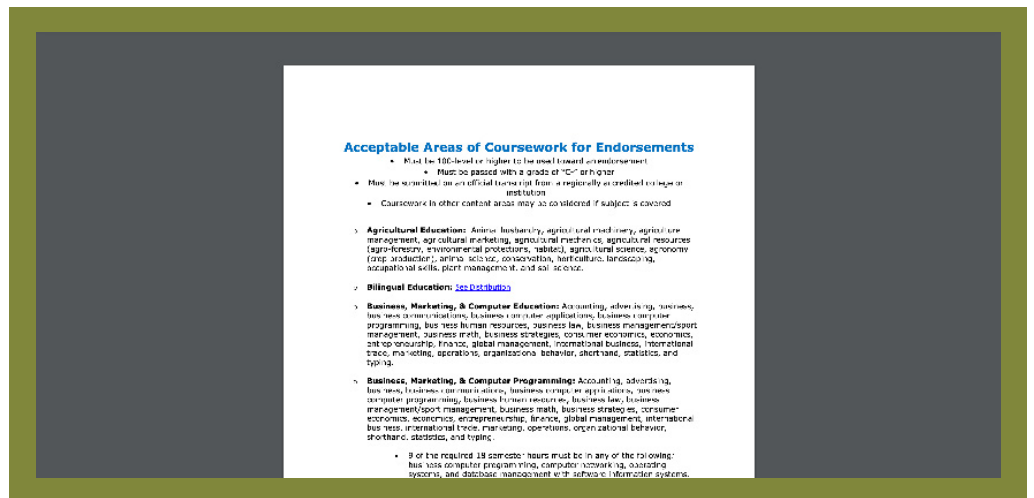 Acceptable Areas of Coursework for Endorsements
• Must be 100-level or higher to be used toward an endorsement
• Must be passed with a grade of "C-" or higher
• Must be submitted on an official transcript from a regionally accredited college or
institution
• Coursework in other content areas may be considered if subject is covered
Agricultural Education: Animal husbandry, agricultural machinery, agriculture
management, agricultural marketing, agricultural mechanics, agricultural resources
(agro-forestry, environmental protections, habitat), agricultural science, agronomy
(crop production), animal science, conservation, horticulture, landscaping,
occupational skills, plant management, and soil science.
Bilingual Education: See Distribution
Business, Marketing, & Computer Education: Accounting, advertising, business,
business communications, business computer applications, business computer
programming, business human resources, business law, business management/sport
management, business math, business strategies, consumer economics, economics,
entrepreneurship, finance, global management, international business, international
trade, marketing, operations, organizational behavior, shorthand, statistics, and
typing.
Business, Marketing, & Computer Programming: Accounting, advertising,
business, business communications, business computer applications, business
computer programming, business human resources, business law, business
management/sport management, business math, business strategies, consumer
economics, economics, entrepreneurship, finance, global management, international
business, international trade, marketing, operations, organizational behavior,
shorthand, statistics, and typing.
• 9 of the required 18 semester hours must be in any of the following:
business computer programming, computer networking, operating
systems, and database management with software information systems.